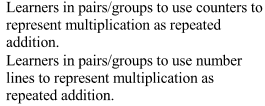 Learners in pairs/groups to use counters to
represent multiplication as repeated
addition.
Learners in pairs/groups to use number
lines to represent multiplication as
repeated addition.